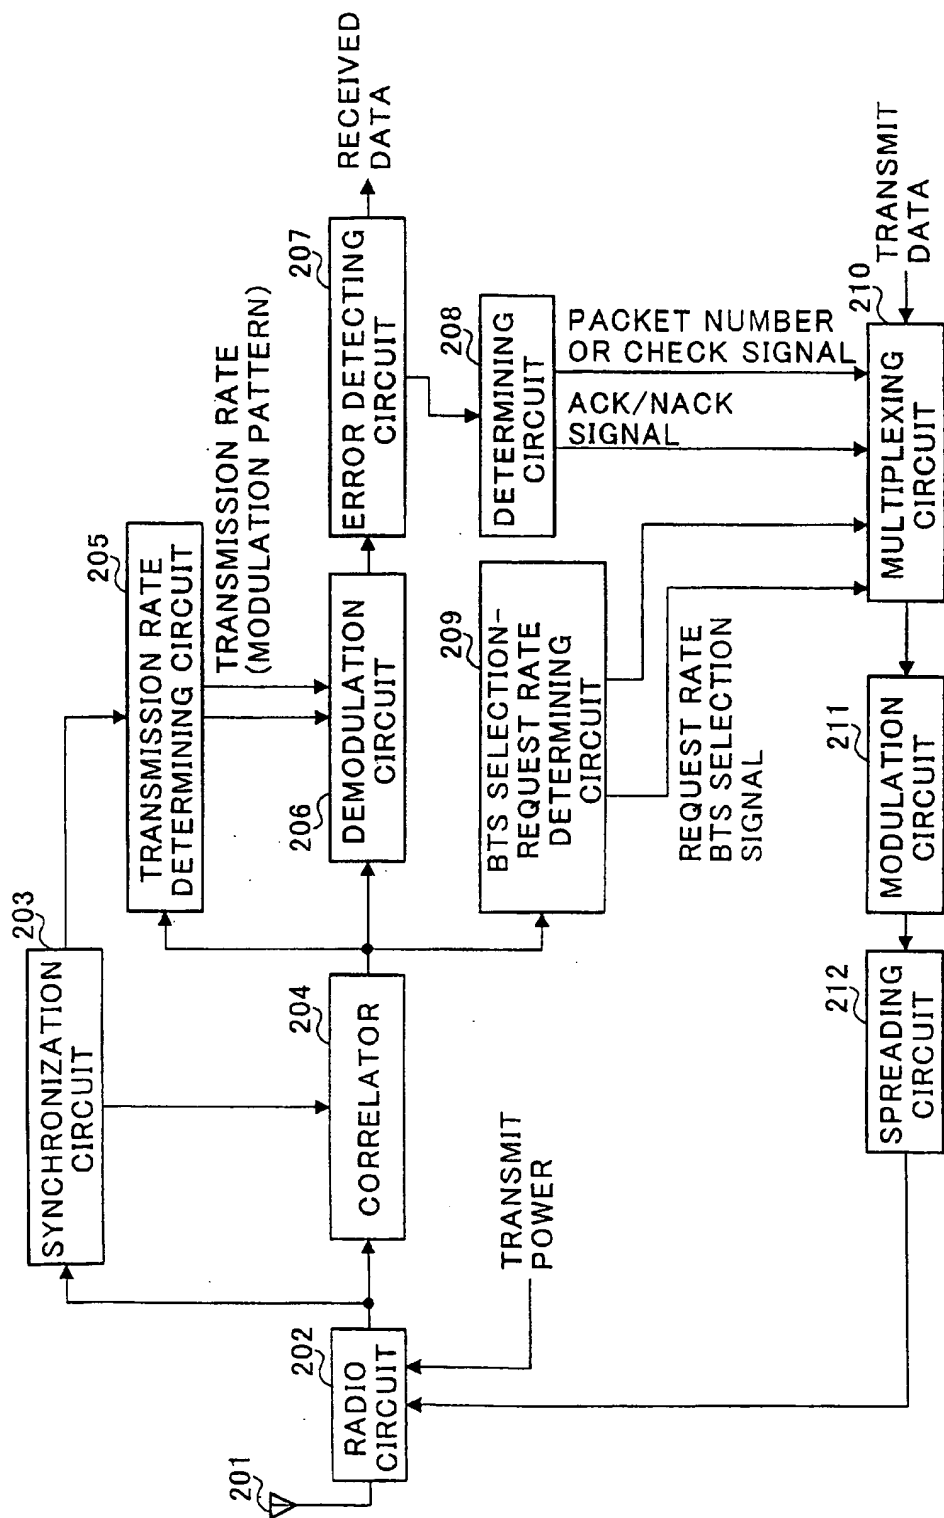 201
202
RADIO
CIRCUIT
TRANSMIT
POWER
203
SYNCHRONIZATION
CIRCUIT
204
CORRELATOR
205
TRANSMISSION RATE
DETERMINING CIRCUIT
TRANSMISSION RATE
(MODULATION PATTERN)
206
DEMODULATION
CIRCUIT
207
ERROR DETECTING
CIRCUIT
RECEIVED
DATA
208
DETERMINING
CIRCUIT
PACKET NUMBER
OR CHECK SIGNAL
ACK/NACK
SIGNAL
209
BTS SELECTION-
REQUEST RATE
DETERMINING
CIRCUIT
REQUEST RATE
BTS SELECTION
SIGNAL
TRANSMIT
DATA
210
MULTIPLEXING
CIRCUIT
211
MODULATION
CIRCUIT
212
SPREADING
CIRCUIT